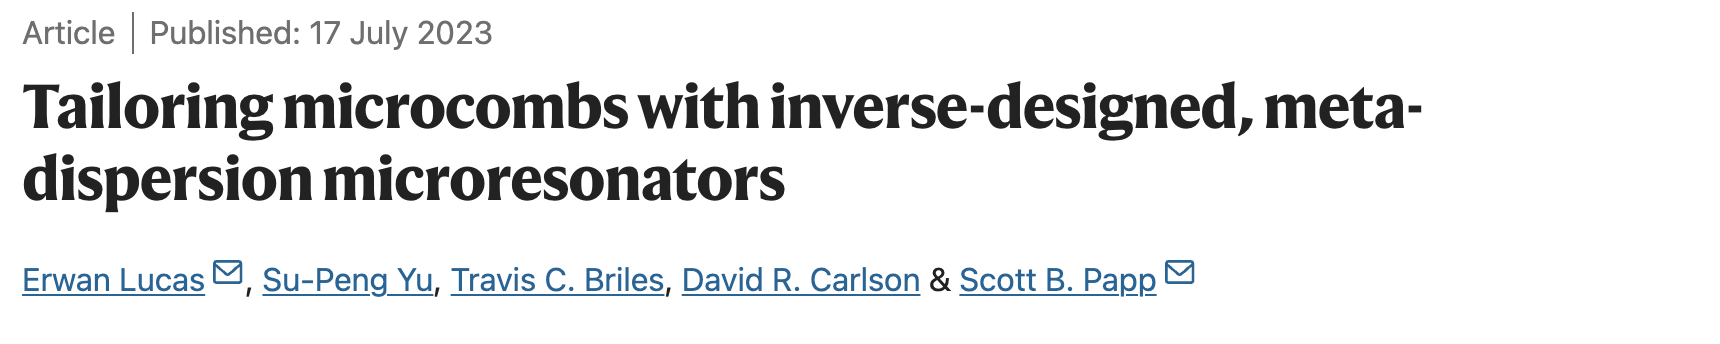 Article | Published: 17 July 2023
Tailoring microcombs with inverse-designed, meta-
dispersion microresonators
Erwan Lucas, Su-Peng Yu, Travis C. Briles, David R. Carlson & Scott B. Papp